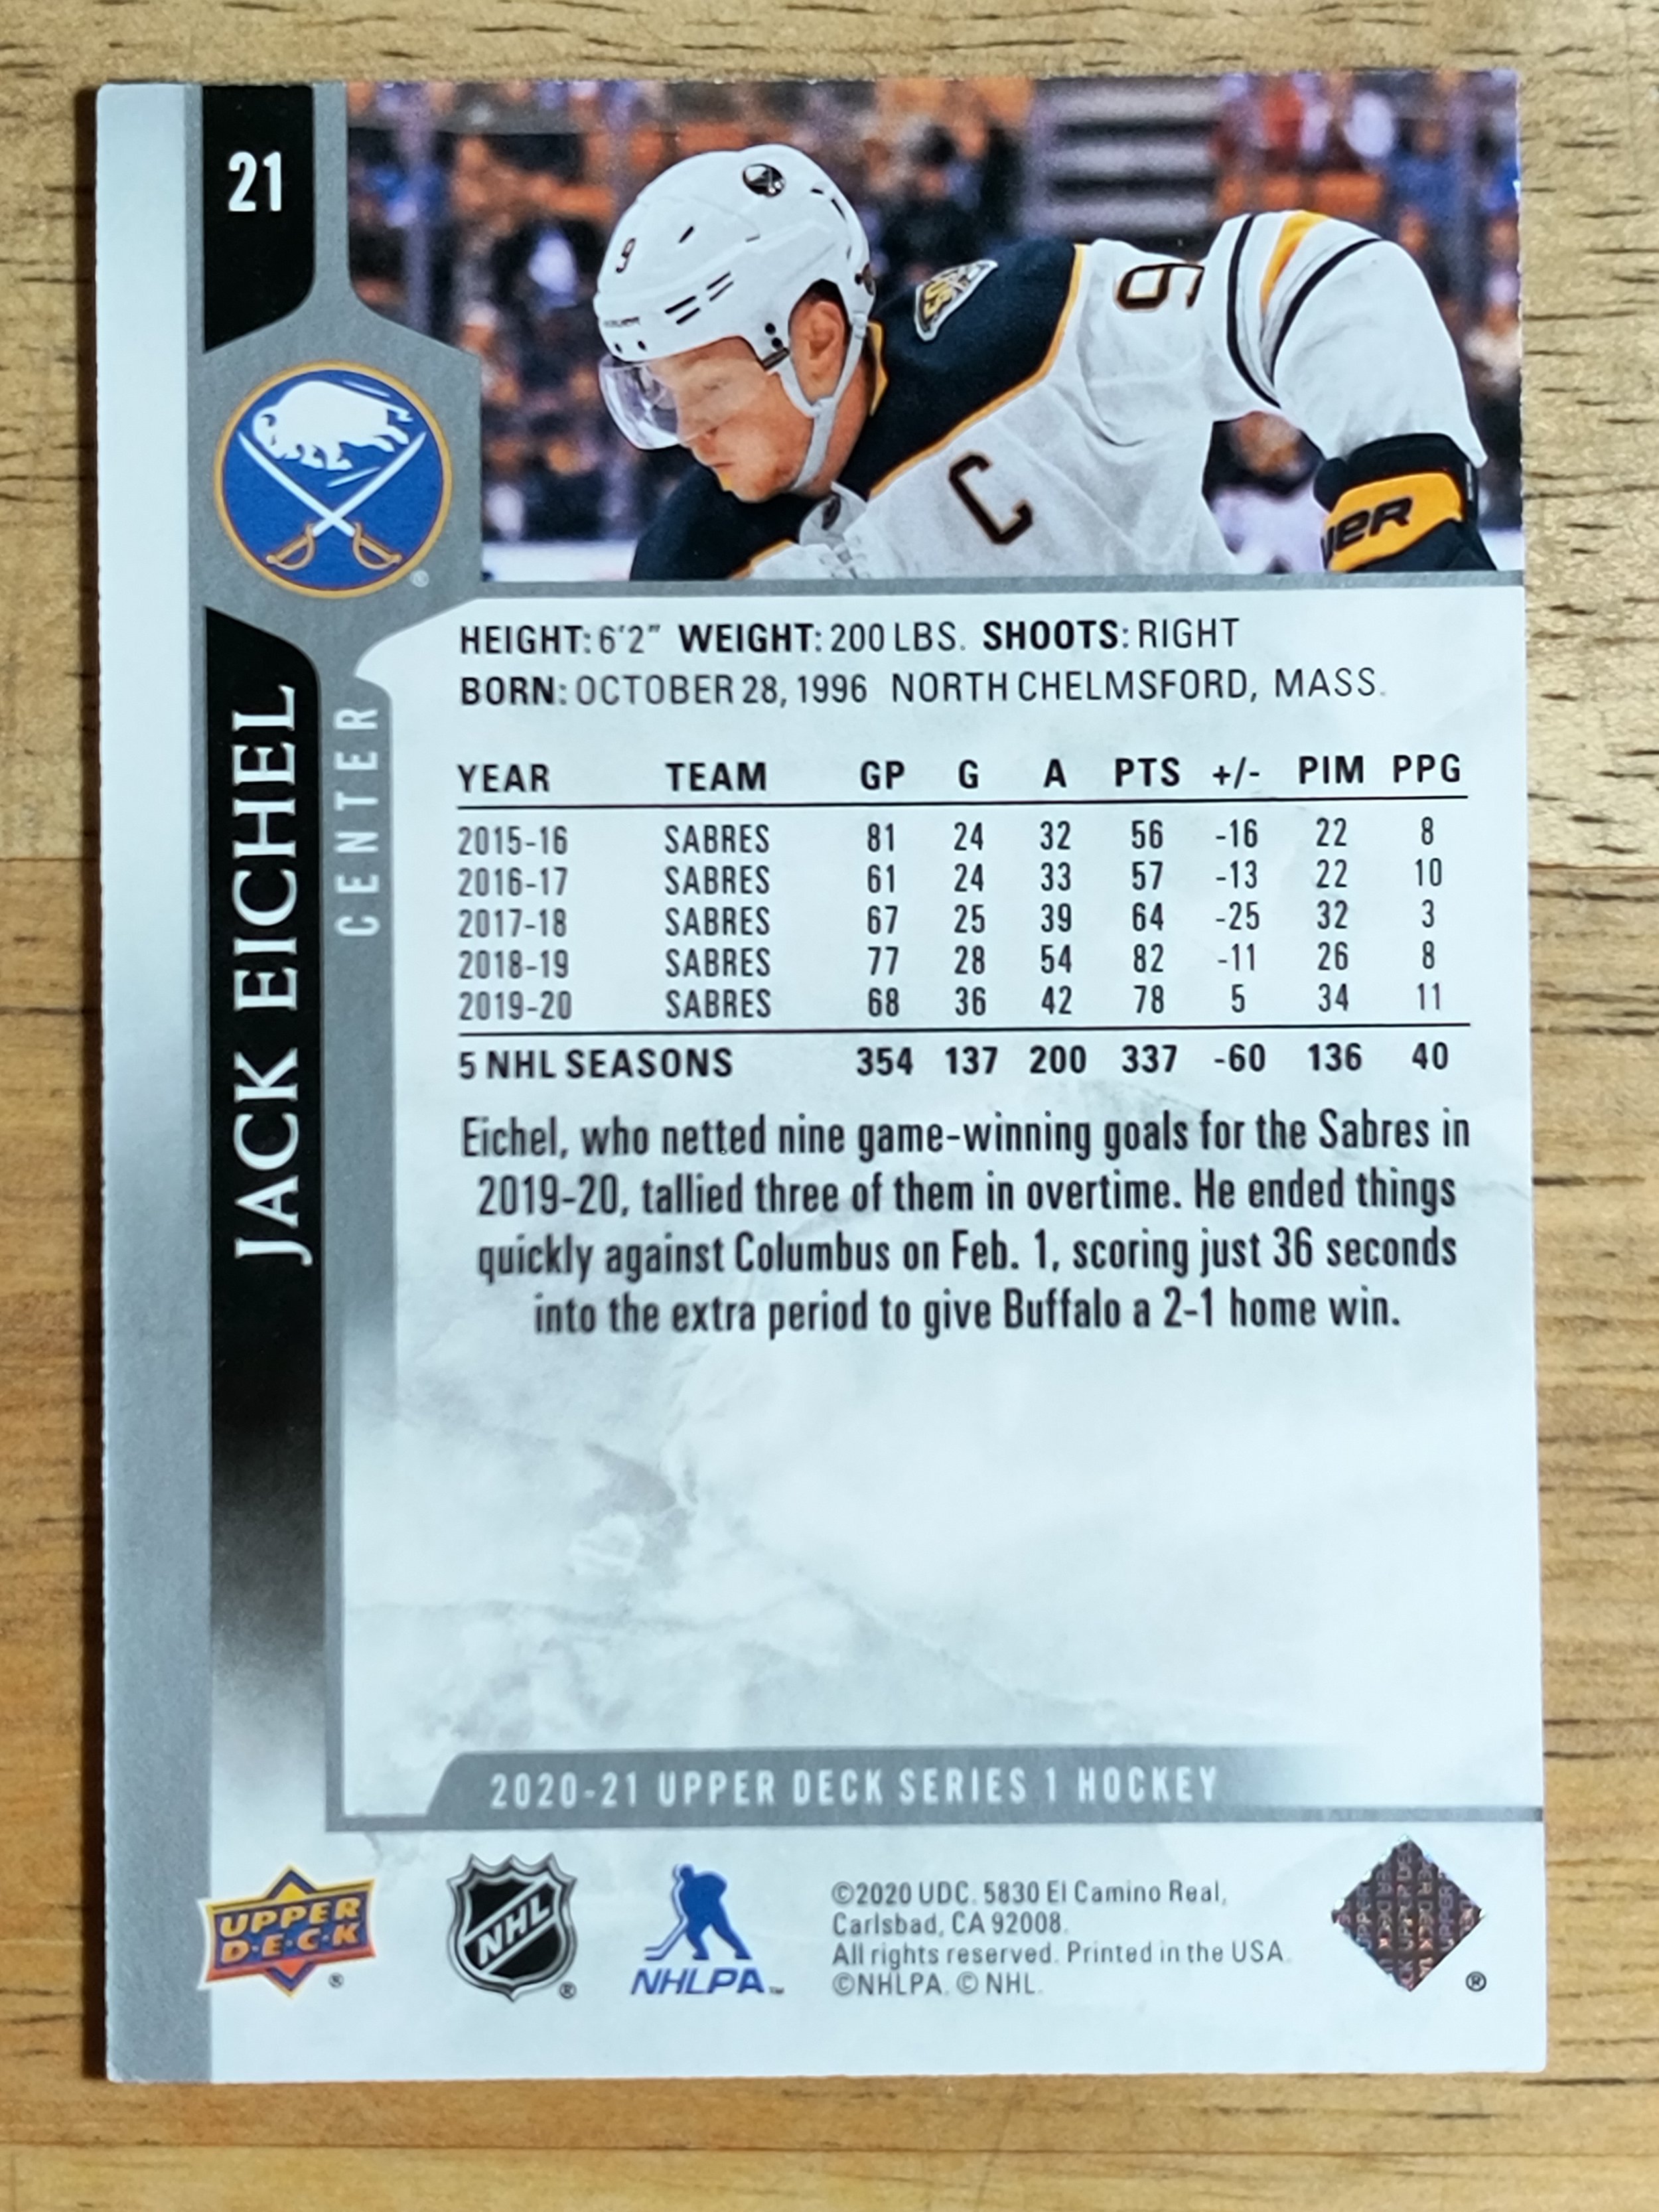 21
9
9
C
JACK EICHEL
CENTER
HEIGHT: 6'2" WEIGHT: 200 LBS. SHOOTS: RIGHT
BORN: OCTOBER 28, 1996 NORTH CHELMSFORD, MASS.
YEAR TEAM GP G A PTS +/- PIM PPG
2015-16 SABRES 81 24 32 56 -16 22 8
2016-17 SABRES 61 24 33 57 -13 22 10
2017-18 SABRES 67 25 39 64 -25 32 3
2018-19 SABRES 77 28 54 82 -11 26 8
2019-20 SABRES 68 36 42 78 5 34 11
5 NHL SEASONS 354 137 200 337 -60 136 40
Eichel, who netted nine game-winning goals for the Sabres in
2019-20, tallied three of them in overtime. He ended things
quickly against Columbus on Feb. 1, scoring just 36 seconds
into the extra period to give Buffalo a 2-1 home win.
2020-21 UPPER DECK SERIES 1 HOCKEY
UPPER
D·E·C·K
®
NHL
®
NHLPA™
©2020 UDC. 5830 El Camino Real,
Carlsbad, CA 92008.
All rights reserved. Printed in the USA.
©NHLPA. © NHL.
®